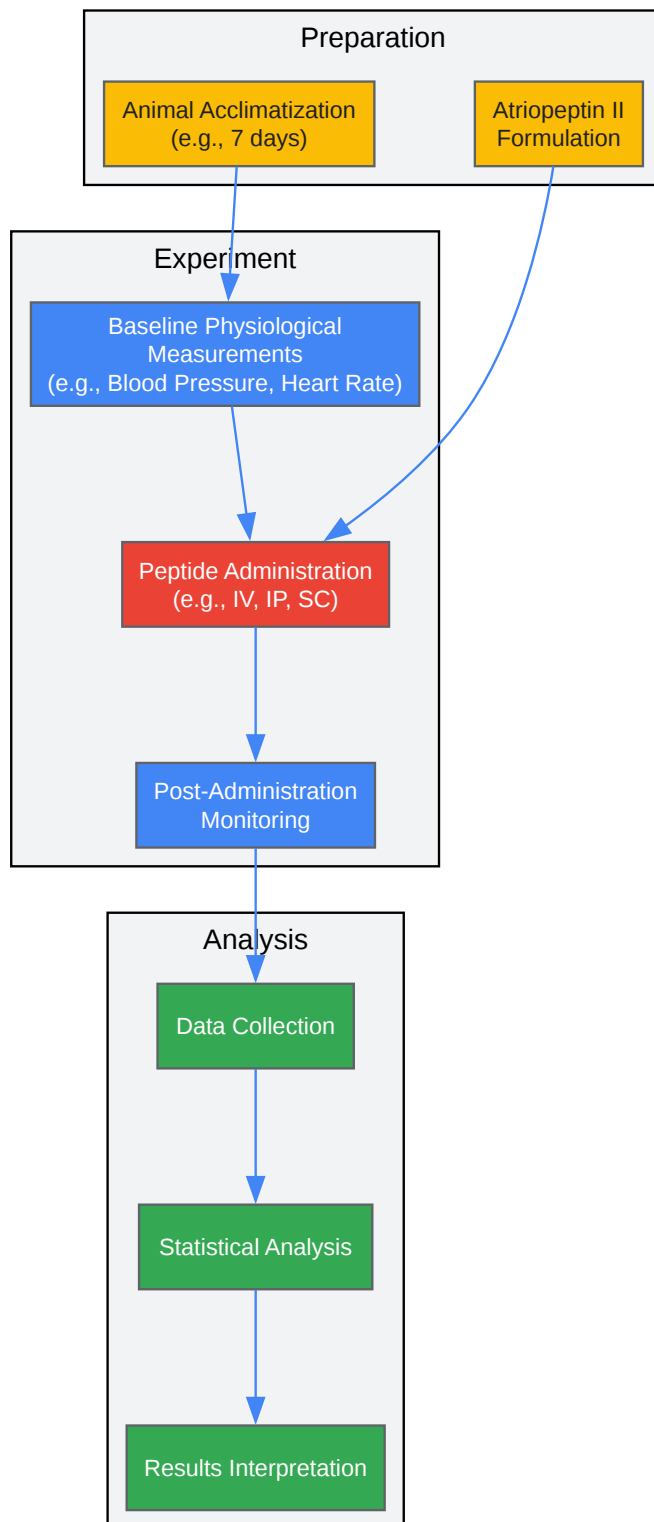 Preparation
Animal Acclimatization
(e.g., 7 days)
Atriopeptin II
Formulation
Experiment
Baseline Physiological
Measurements
(e.g., Blood Pressure, Heart Rate)
Peptide Administration
(e.g., IV, IP, SC)
Post-Administration
Monitoring
Analysis
Data Collection
Statistical Analysis
Results Interpretation